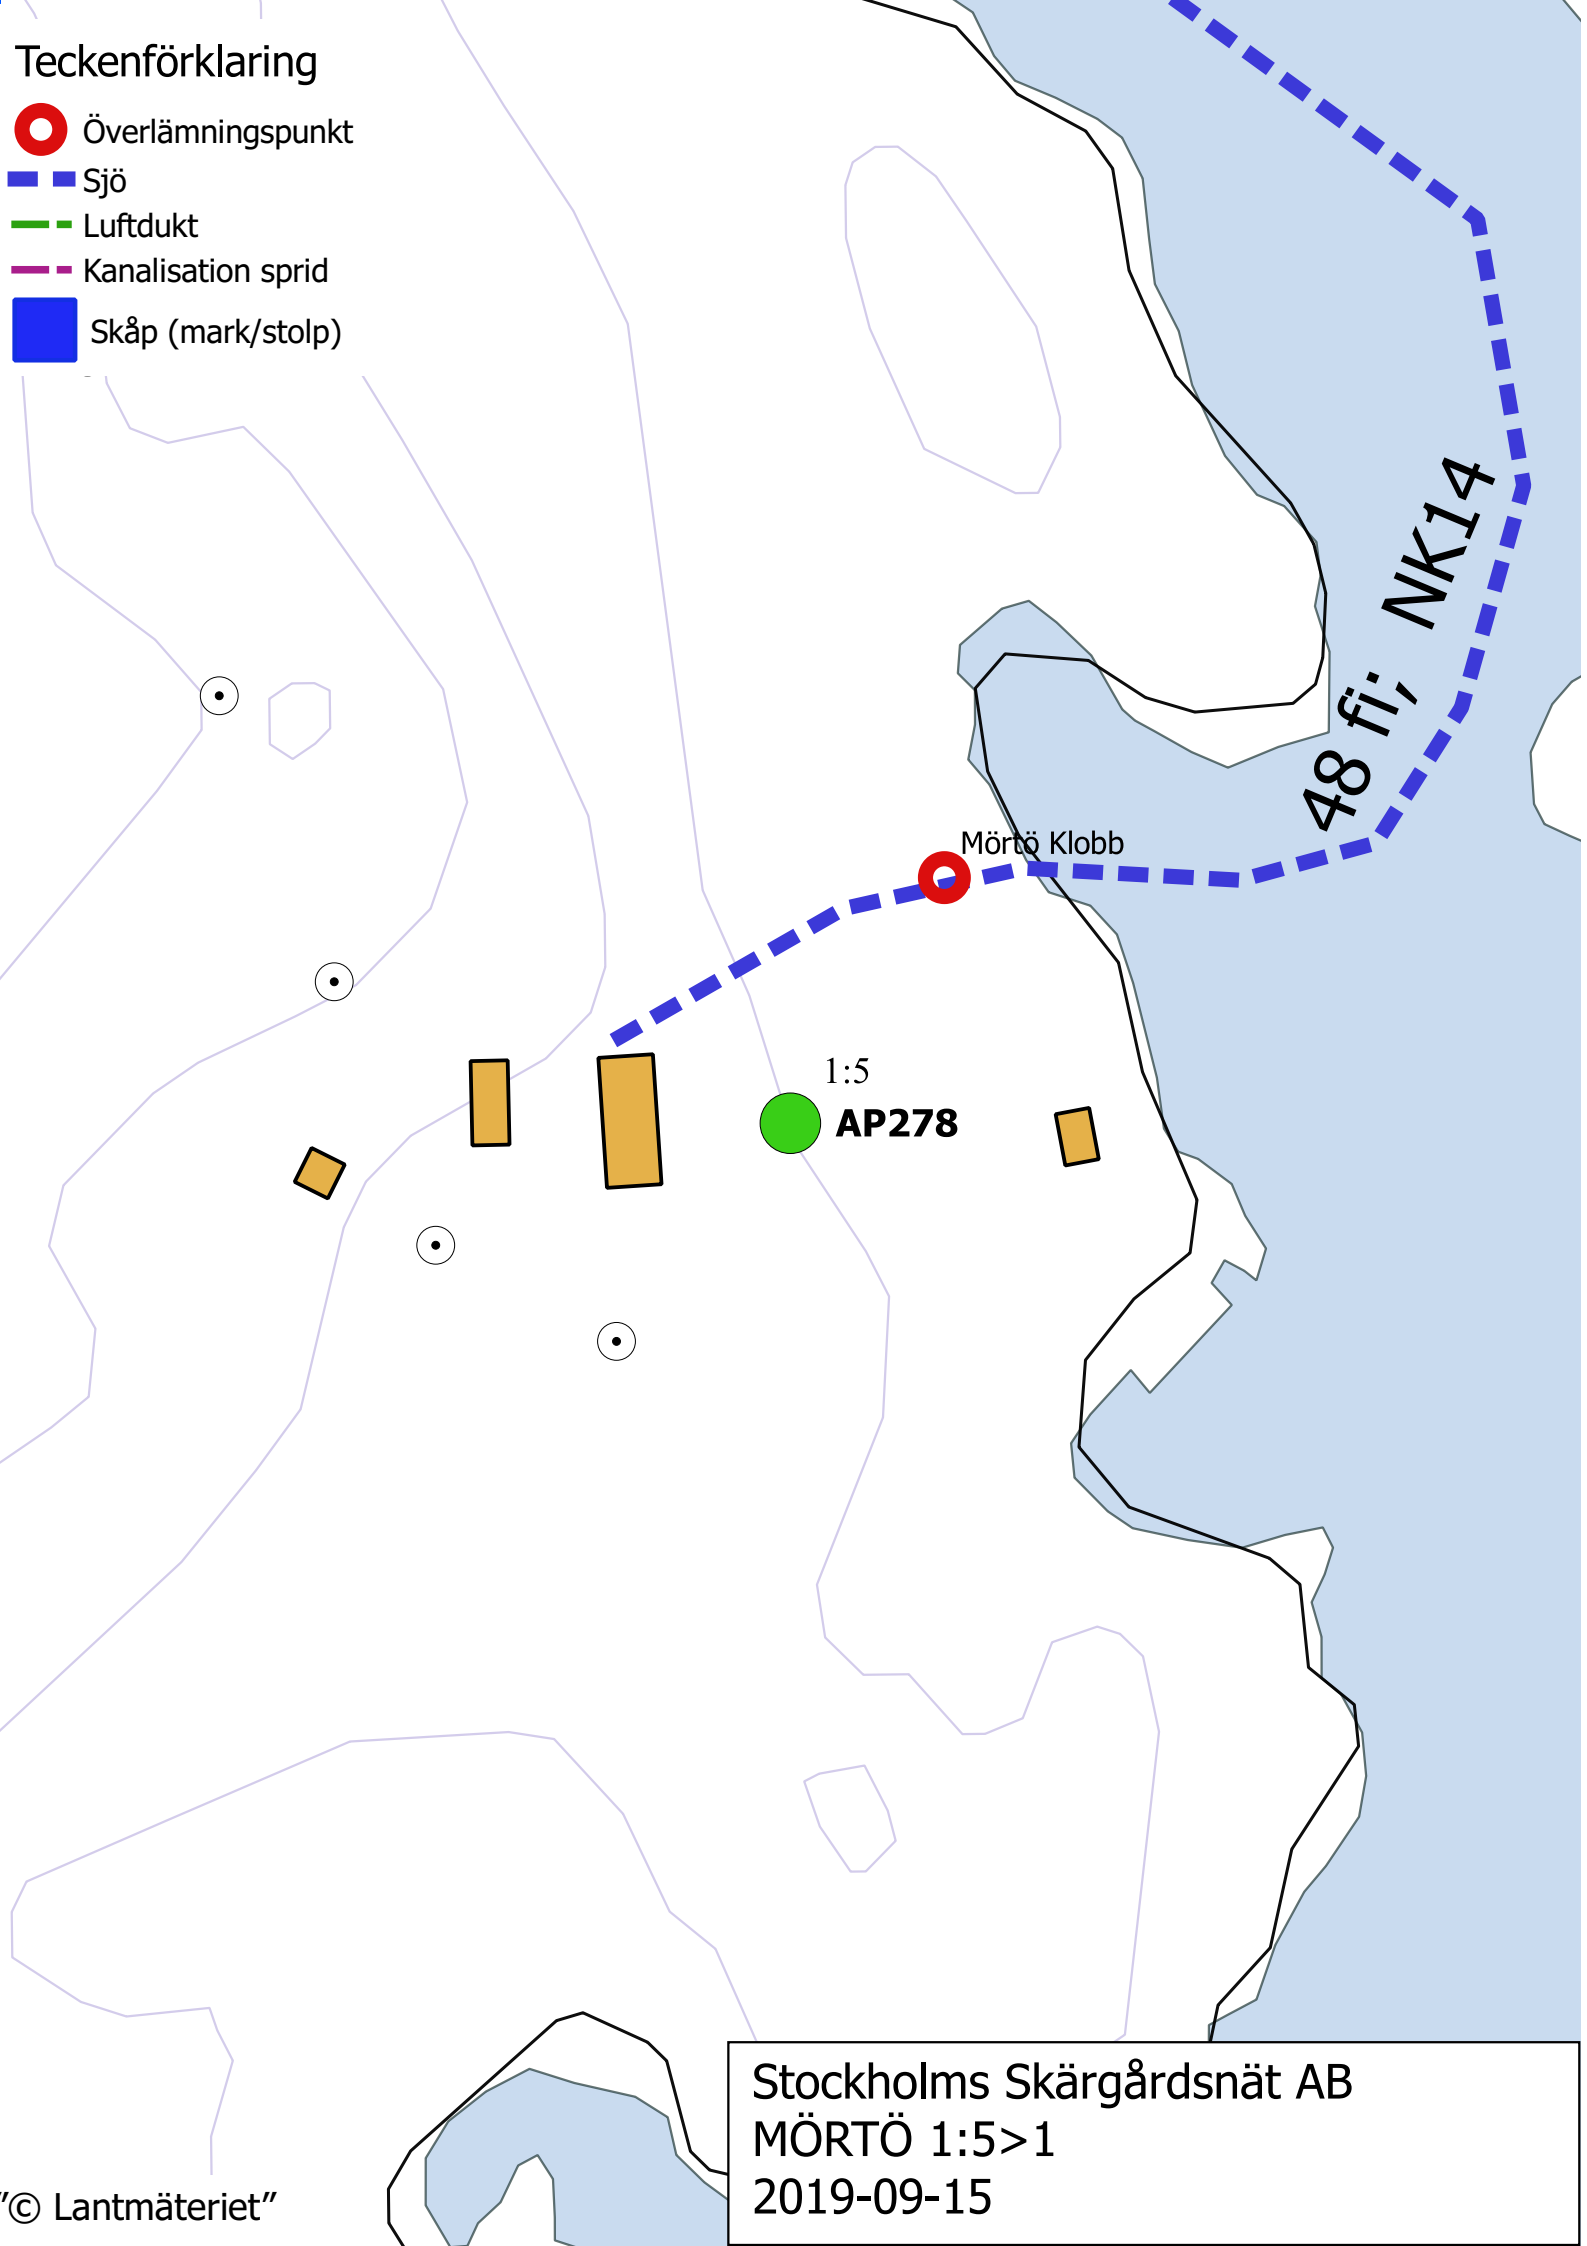 Teckenförklaring
Överlämningspunkt
Sjö
Luftdukt
Kanalisation sprid
Skåp (mark/stolp)
48 fi; NK14
Mörtö Klobb
1:5
AP278
Stockholms Skärgårdsnät AB
MÖRTÖ 1:5>1
2019-09-15
"© Lantmäteriet"